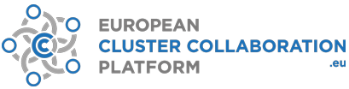 EUROPEAN
CLUSTER COLLABORATION
PLATFORM
.eu